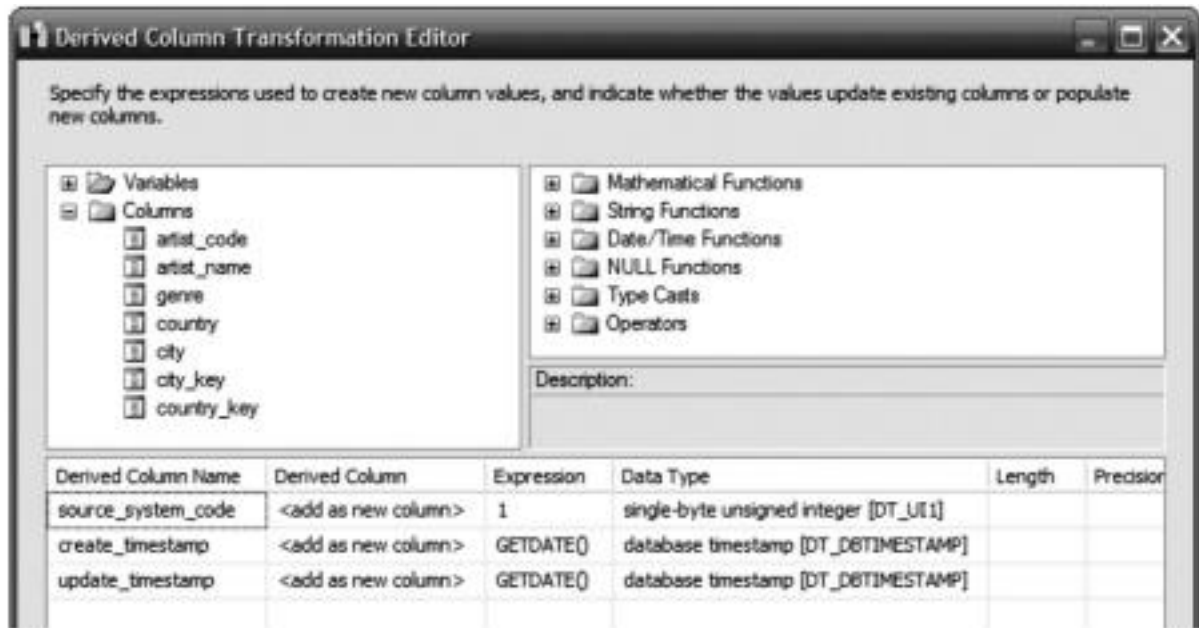 Derived Column Transformation Editor
Specify the expressions used to create new column values, and indicate whether the values update existing columns or populate
new columns.
Variables
Columns
artist_code
artist_name
genre
country
city
city_key
country_key
Mathematical Functions
String Functions
Date/Time Functions
NULL Functions
Type Casts
Operators
Description:
Derived Column Name Derived Column Expression Data Type Length Precision
source_system_code <add as new column> 1 single-byte unsigned integer [DT_UI1]
create_timestamp <add as new column> GETDATE() database timestamp [DT_DBTIMESTAMP]
update_timestamp <add as new column> GETDATE() database timestamp [DT_DBTIMESTAMP]